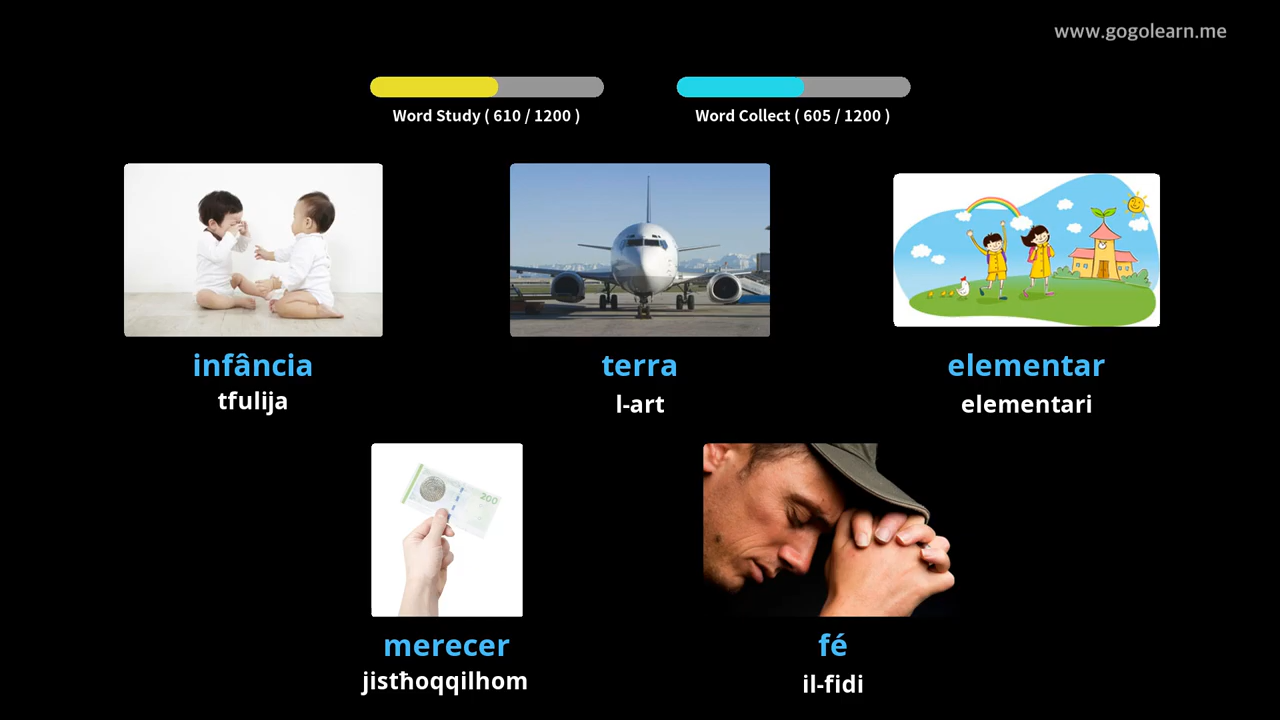 www.gogolearn.me
Word Study ( 610 / 1200 )
Word Collect ( 605 / 1200 )
infância
tfulija
terra
l-art
elementar
elementari
200
merecer
jistħoqqilhom
fé
il-fidi